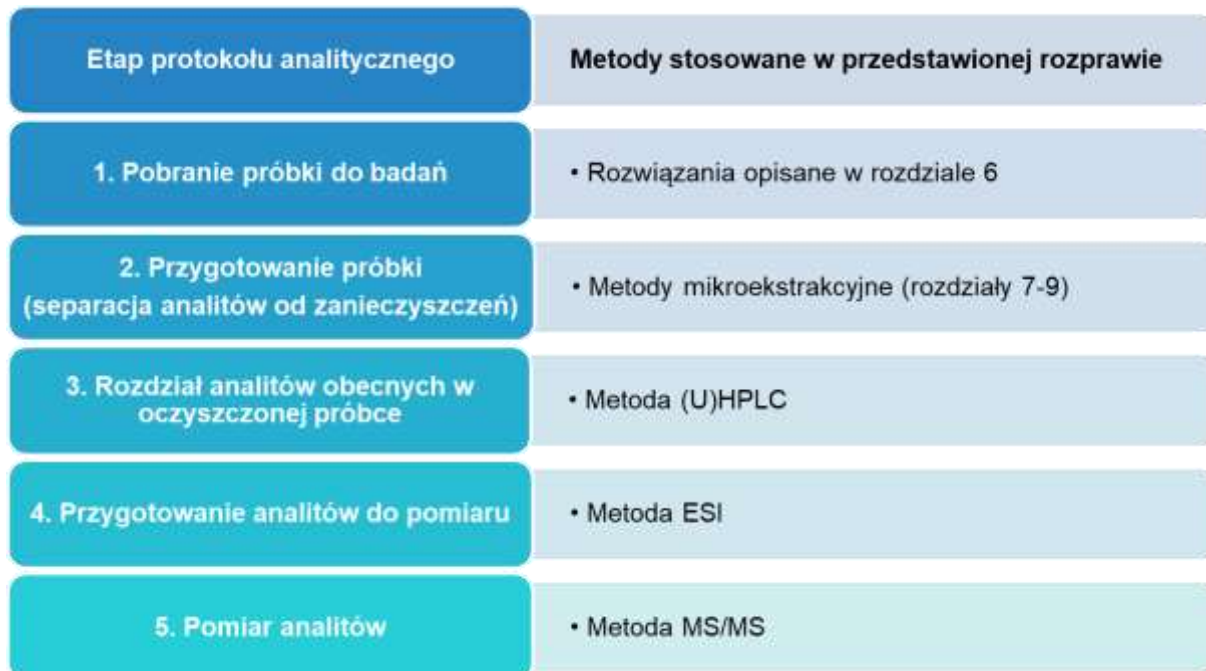 Etap protokołu analitycznego
Metody stosowane w przedstawionej rozprawie
1. Pobranie próbki do badań
• Rozwiązania opisane w rozdziale 6
2. Przygotowanie próbki
(separacja analitów od zanieczyszczeń)
• Metody mikroekstrakcyjne (rozdziały 7-9)
3. Rozdział analitów obecnych w
oczyszczonej próbce
• Metoda (U)HPLC
4. Przygotowanie analitów do pomiaru
• Metoda ESI
5. Pomiar analitów
• Metoda MS/MS